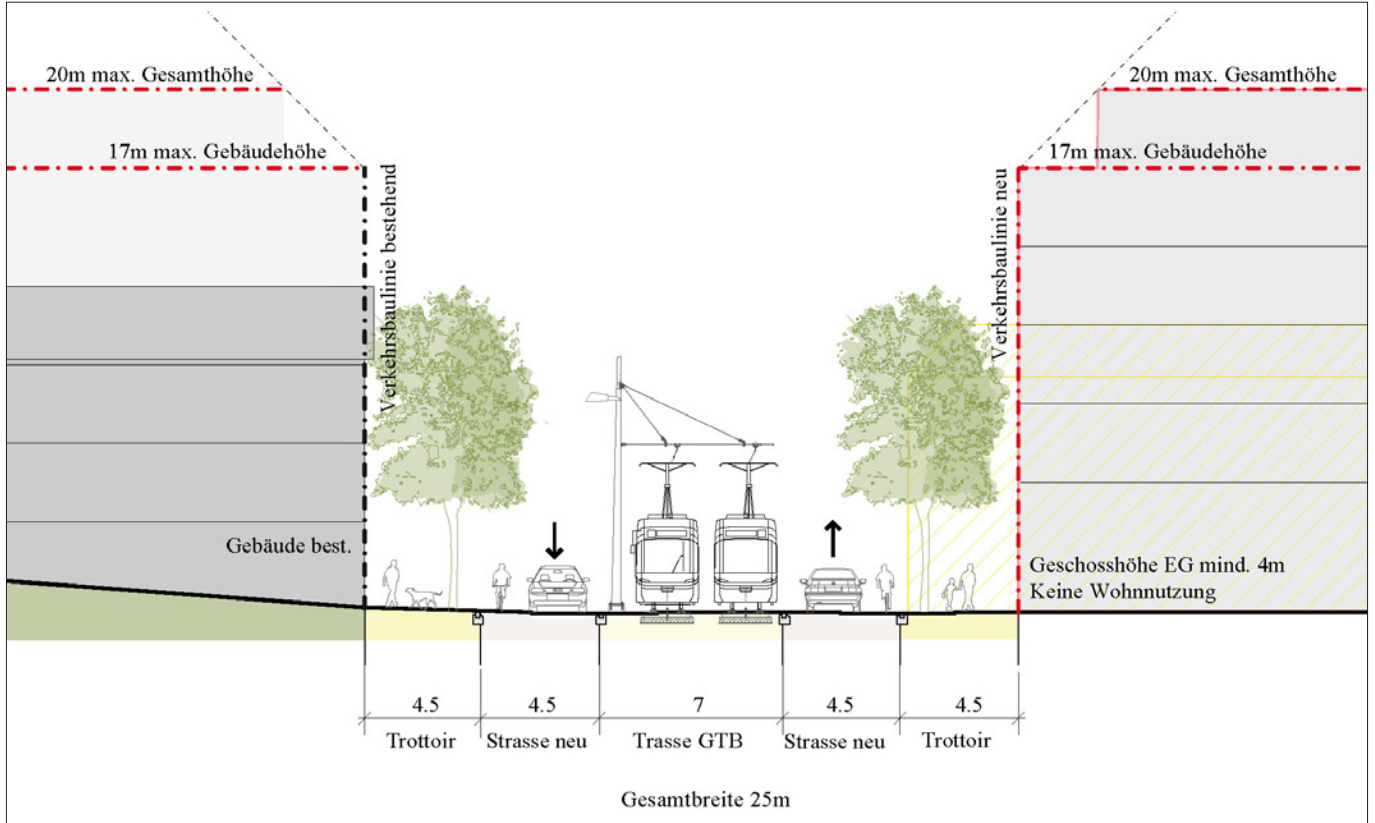 20m max. Gesamthöhe
20m max. Gesamthöhe
17m max. Gebäudehöhe
17m max. Gebäudehöhe
Verkehrsbaulinie bestehend
Verkehrsbaulinie neu
Gebäude best.
Geschosshöhe EG mind. 4m
Keine Wohnnutzung
4.5 4.5 7 4.5 4.5
Trottoir Strasse neu Trasse GTB Strasse neu Trottoir
Gesamtbreite 25m